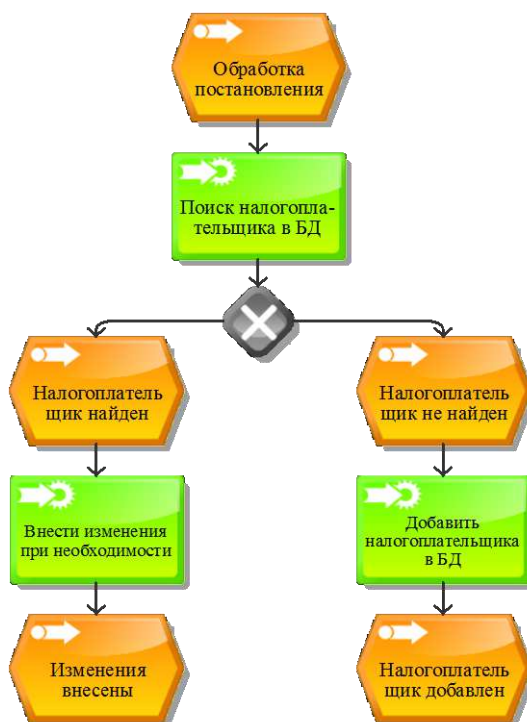 Обработка
постановления
Поиск налогопла-
тельщика в БД
Налогоплатель
щик найден
Налогоплатель
щик не найден
Внести изменения
при необходимости
Добавить
налогоплательщика
в БД
Изменения
внесены
Налогоплатель
щик добавлен